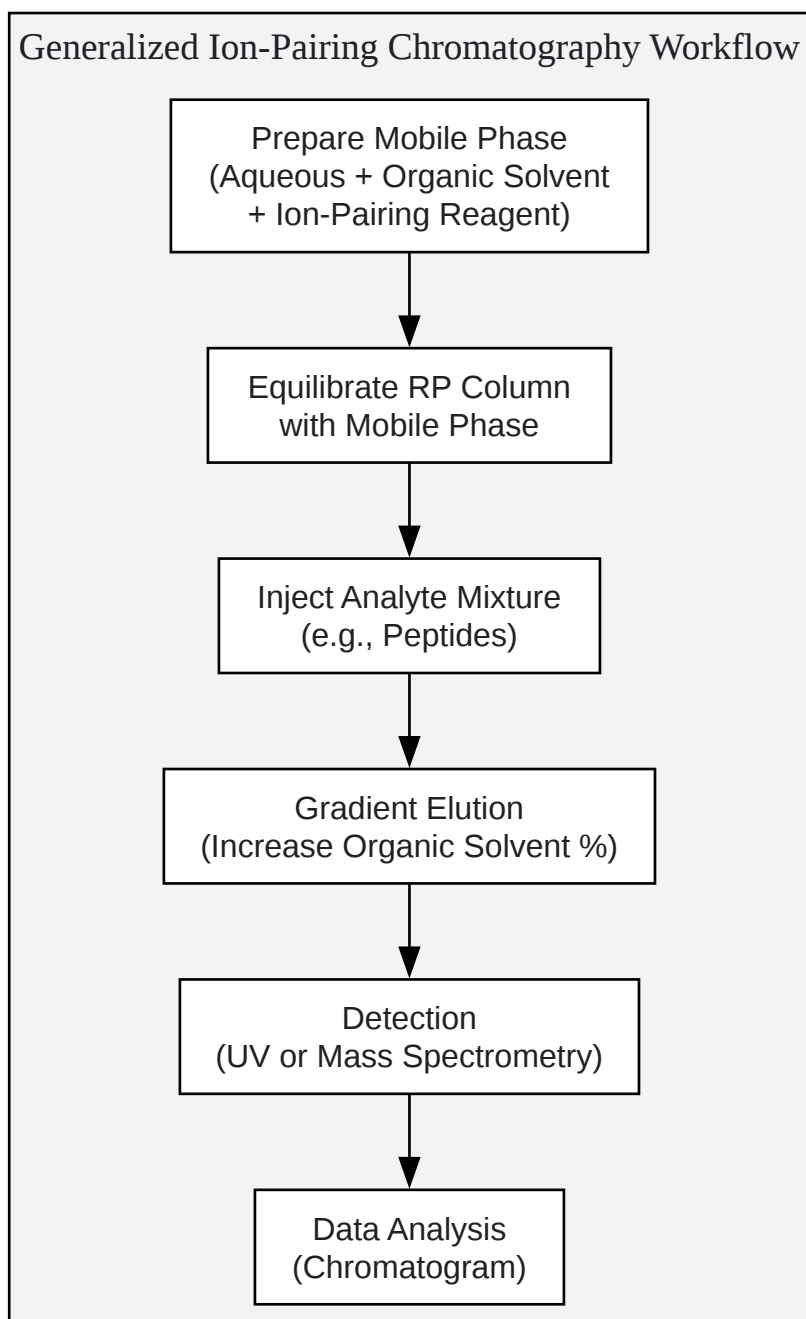 Generalized Ion-Pairing Chromatography Workflow
Prepare Mobile Phase
(Aqueous + Organic Solvent
+ Ion-Pairing Reagent)
Equilibrate RP Column
with Mobile Phase
Inject Analyte Mixture
(e.g., Peptides)
Gradient Elution
(Increase Organic Solvent %)
Detection
(UV or Mass Spectrometry)
Data Analysis
(Chromatogram)